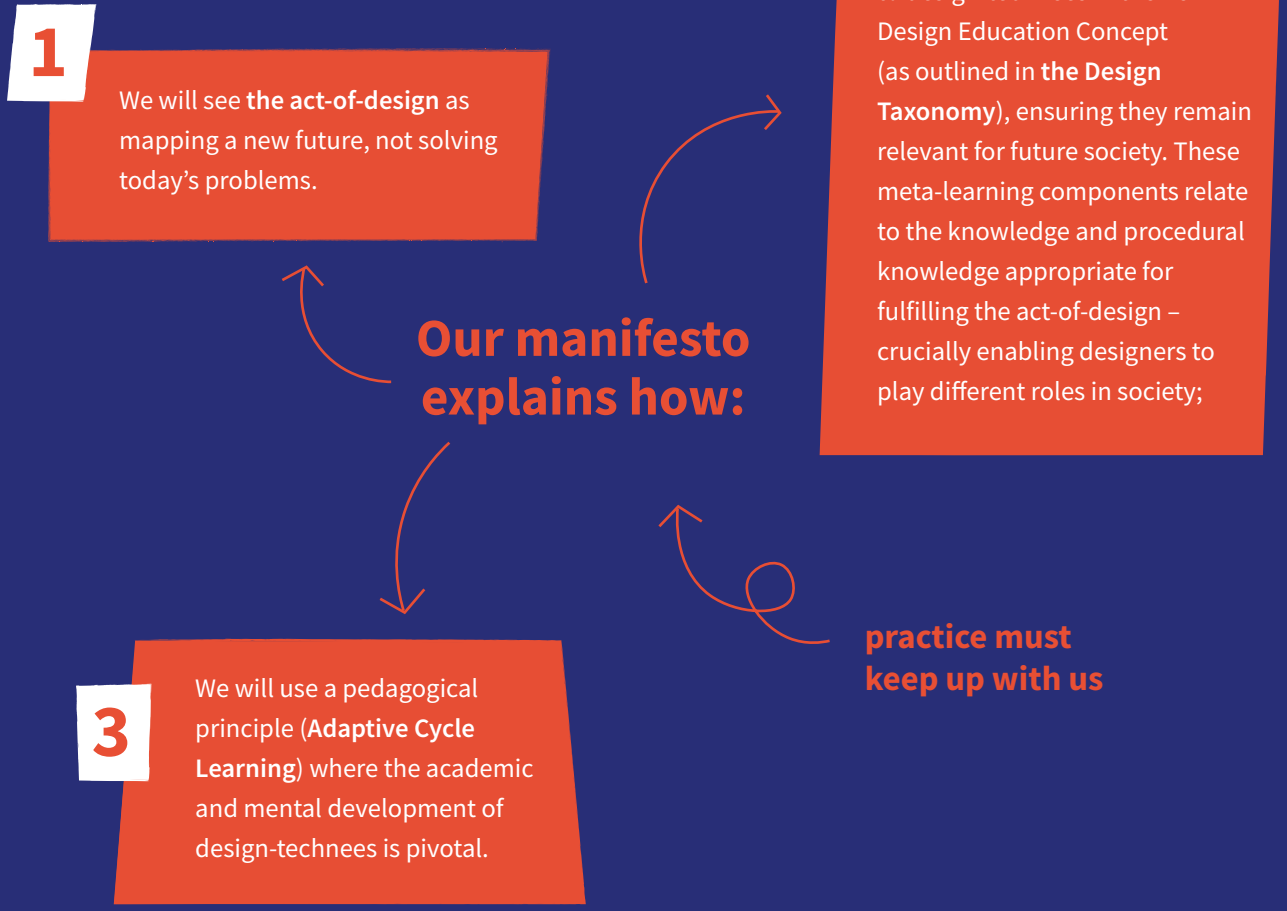 1
We will see the act-of-design as
mapping a new future, not solving
today's problems.
Design Education Concept
(as outlined in the Design
Taxonomy), ensuring they remain
relevant for future society. These
meta-learning components relate
to the knowledge and procedural
knowledge appropriate for
fulfilling the act-of-design –
crucially enabling designers to
play different roles in society;
Our manifesto
explains how:
practice must
keep up with us
3
We will use a pedagogical
principle (Adaptive Cycle
Learning) where the academic
and mental development of
design-technees is pivotal.